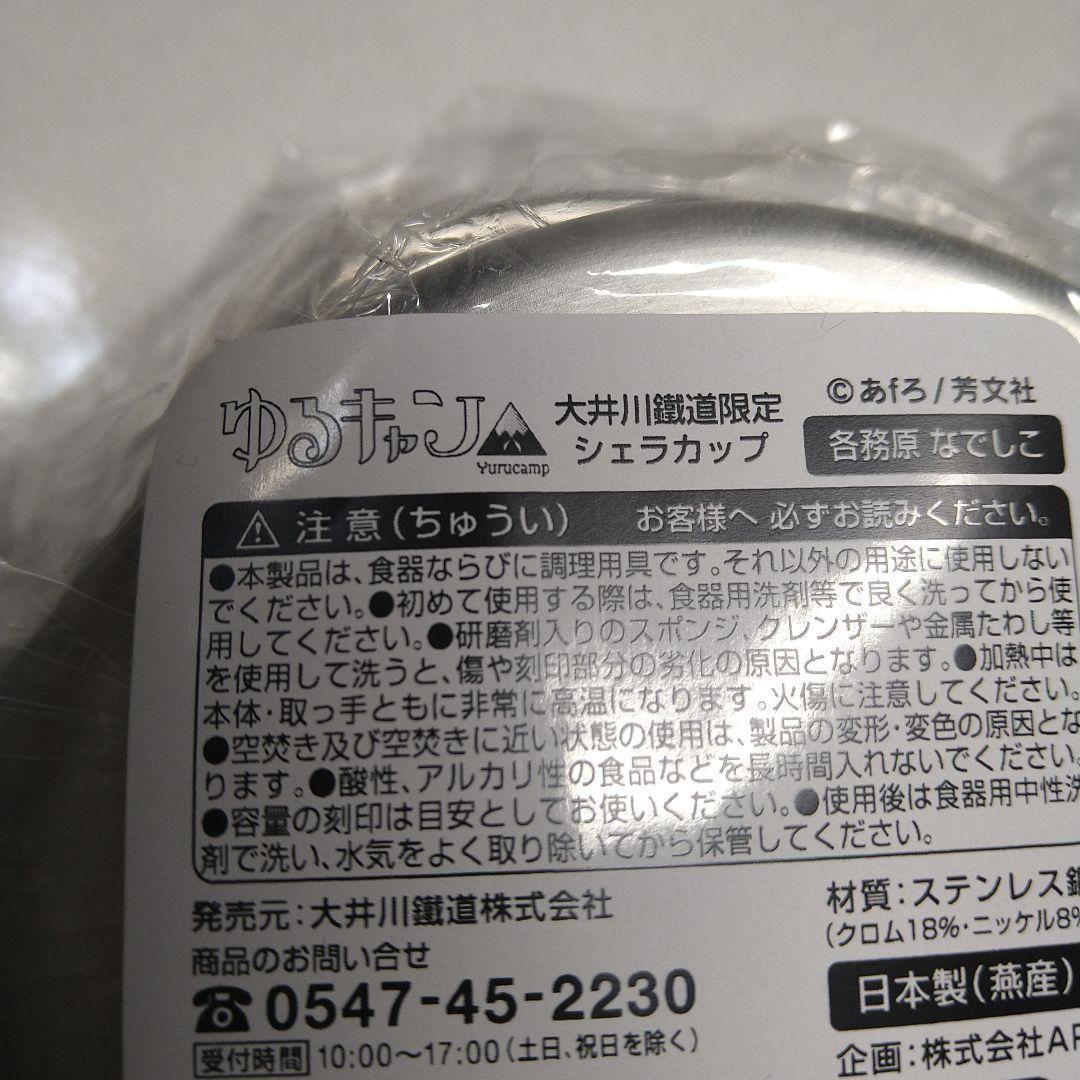 ゆるキャン
Yurucamp
大井川鐵道限定
シェラカップ
©あfろ/芳文社
各務原 なでしこ
注意(ちゅうい) お客様へ 必ずお読みください。
●本製品は、食器ならびに調理用具です。それ以外の用途に使用しない
でください。●初めて使用する際は、食器用洗剤等で良く洗ってから使
用してください。●研磨剤入りのスポンジ、クレンザーや金属たわし等
を使用して洗うと、傷や刻印部分の劣化の原因となります。●加熱中は
本体・取っ手ともに非常に高温になります。火傷に注意してください。
●空焚き及び空焚きに近い状態の使用は、製品の変形・変色の原因とな
ります。●酸性、アルカリ性の食品などを長時間入れないでください。
●容量の刻印は目安としてお使いください。●使用後は食器用中性洗
剤で洗い、水気をよく取り除いてから保管してください。
発売元:大井川鐵道株式会社
商品のお問い合せ
☎0547-45-2230
受付時間 10:00〜17:00(土日、祝日を除く)
材質:ステンレス鋼
(クロム18%・ニッケル8%
日本製(燕産)
企画:株式会社AF